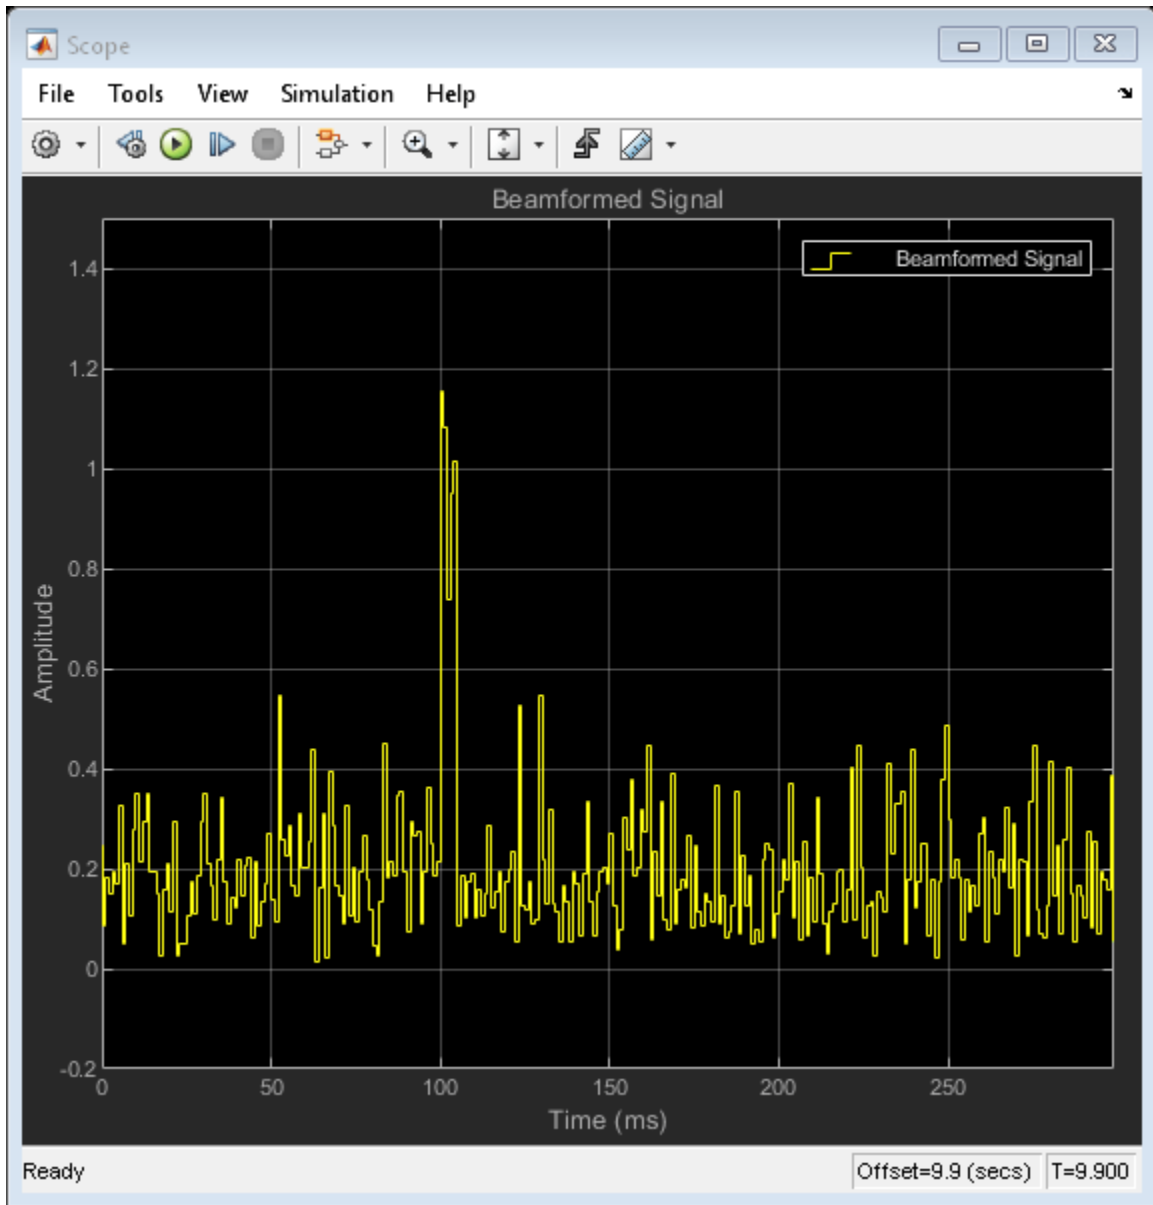 Scope
File Tools View Simulation Help
Beamformed Signal
Beamformed Signal
1.4
1.2
1
0.8
0.6
0.4
0.2
0
-0.2
Amplitude
0 50 100 150 200 250
Time (ms)
Ready Offset=9.9 (secs) T=9.900